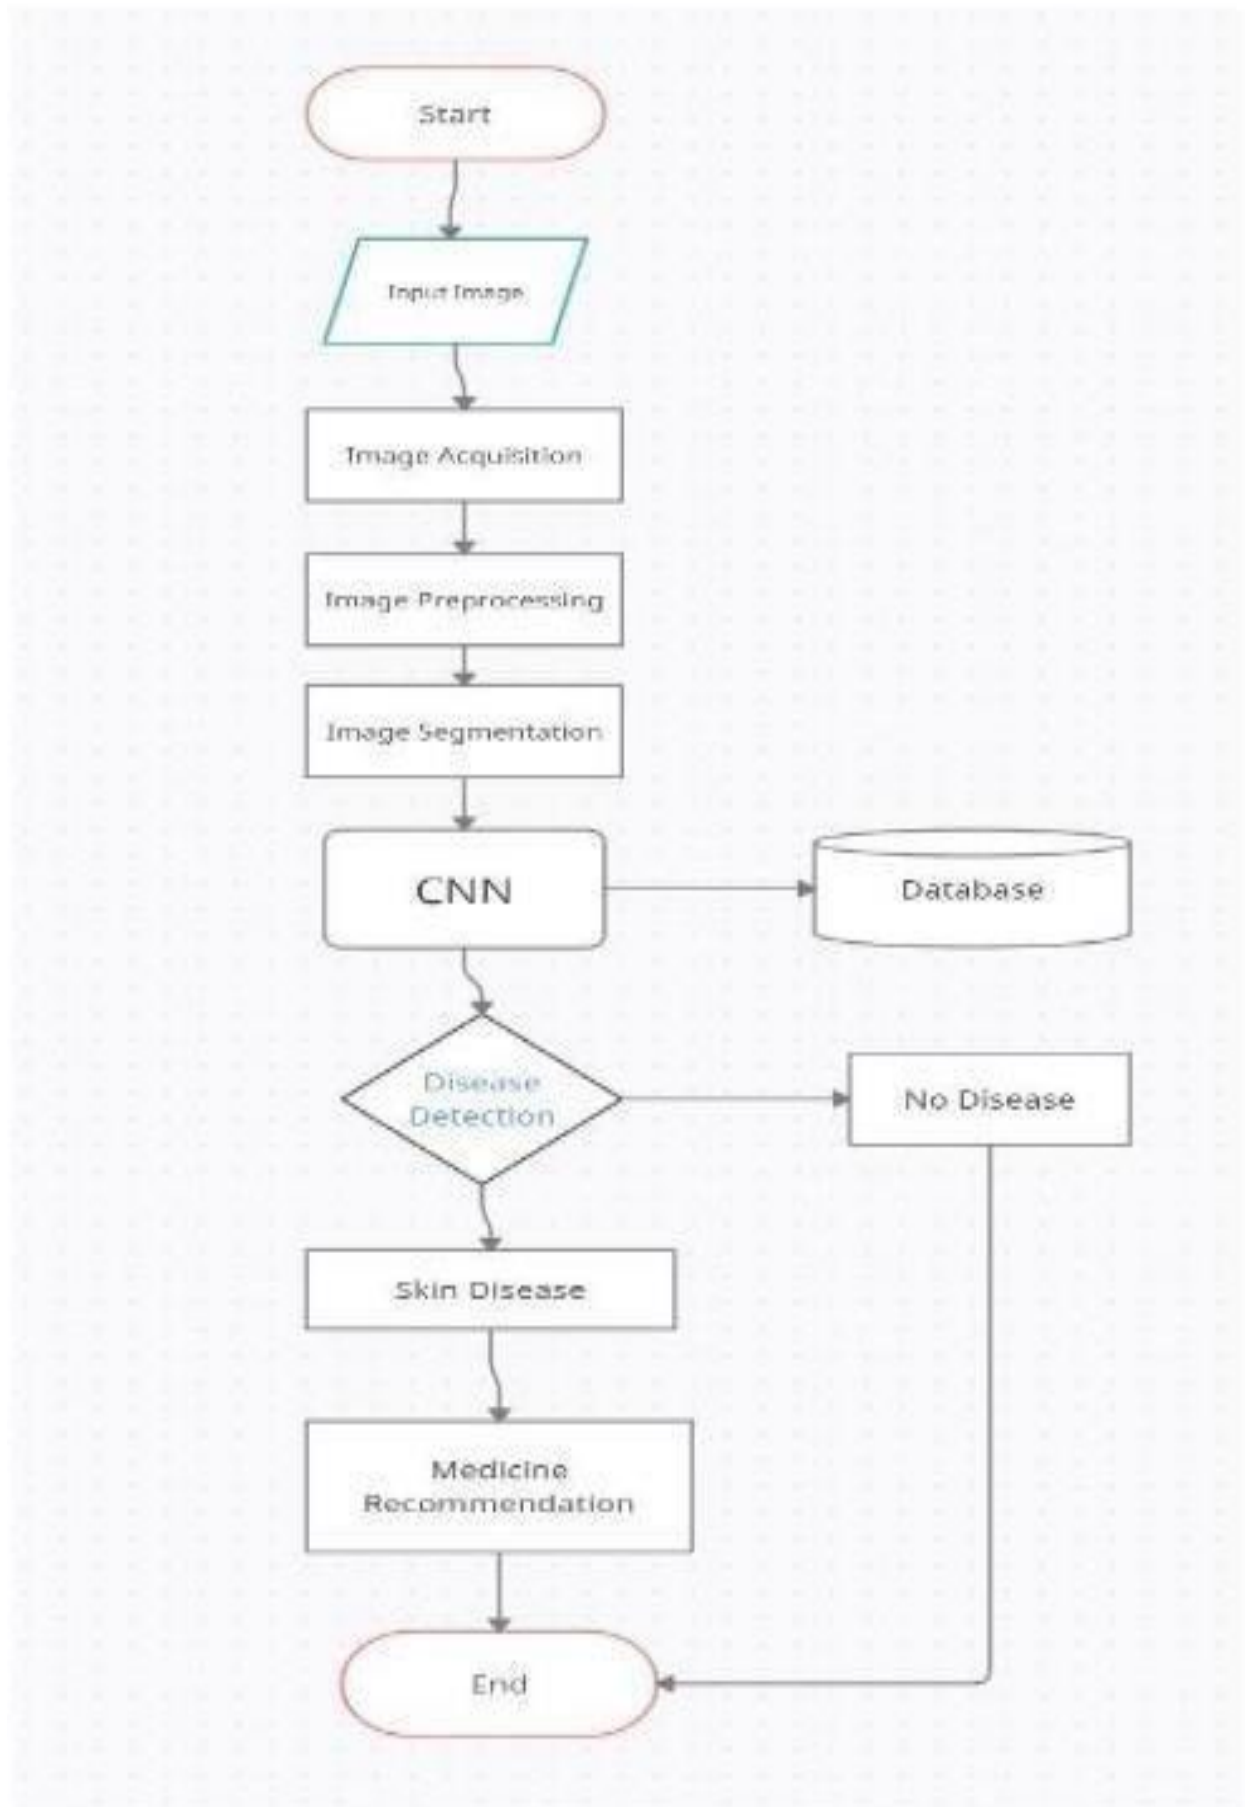 Start
Input Image
Image Acquisition
Image Preprocessing
Image Segmentation
CNN
Database
Disease
Detection
No Disease
Skin Disease
Medicine
Recommendation
End